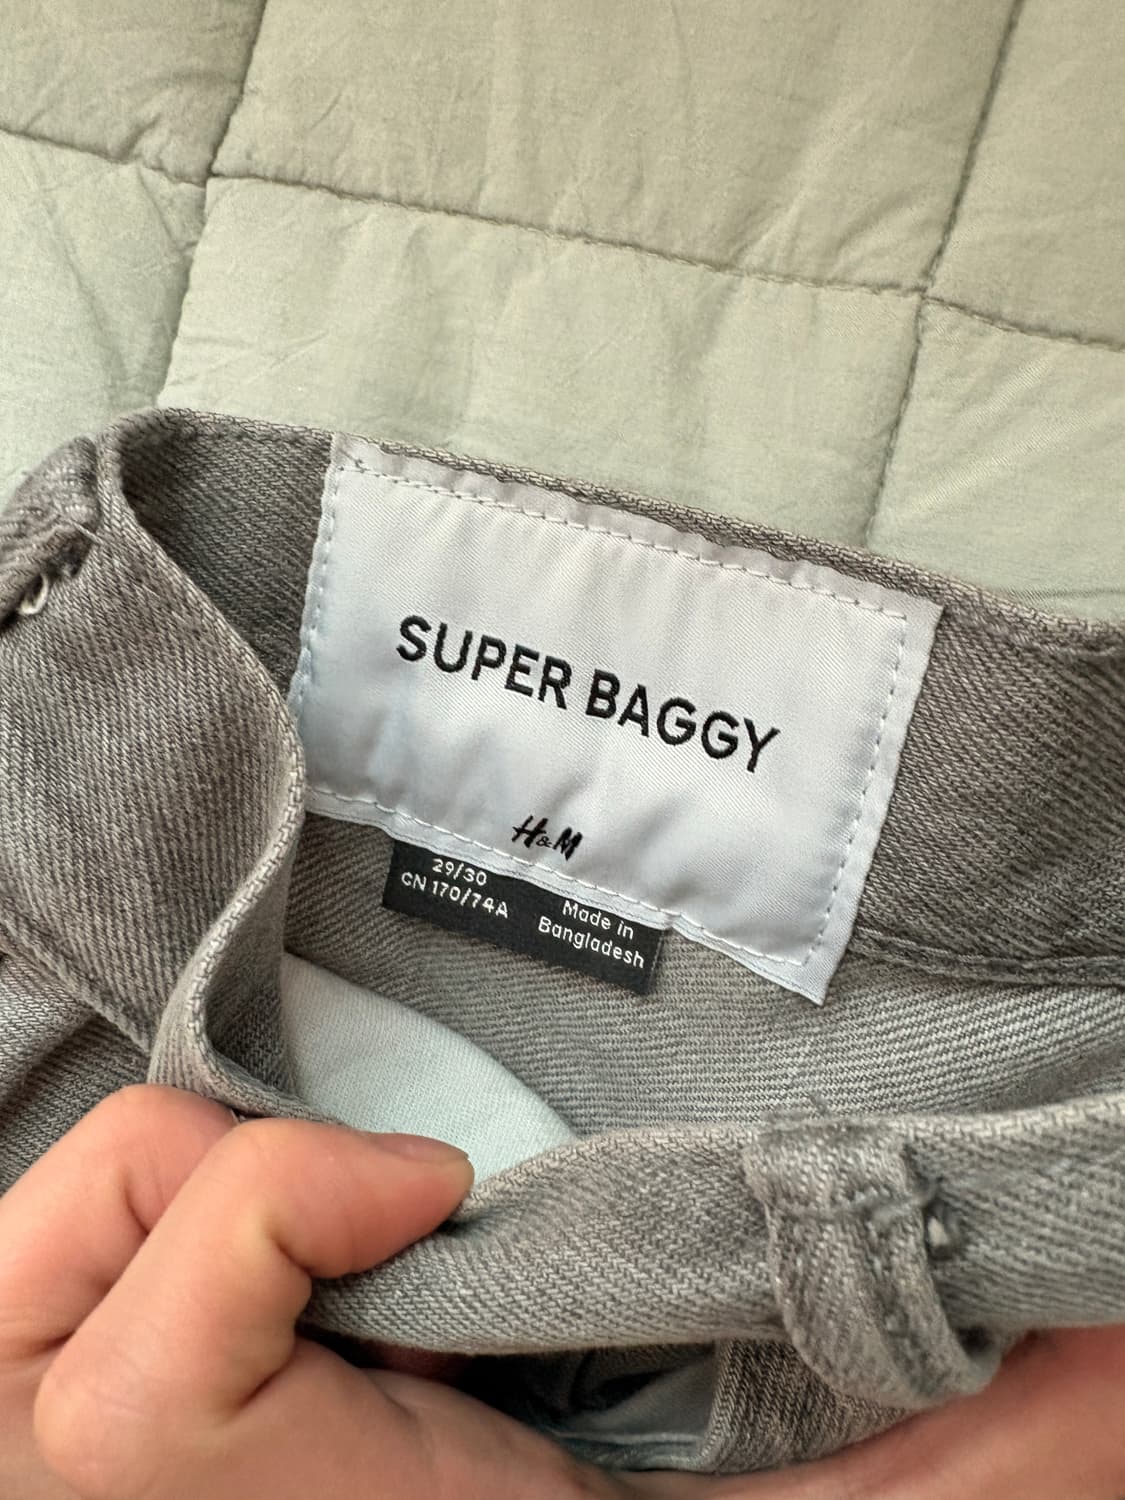 SUPER BAGGY
H&M
29/30
CN 170/74A
Made in
Bangladesh